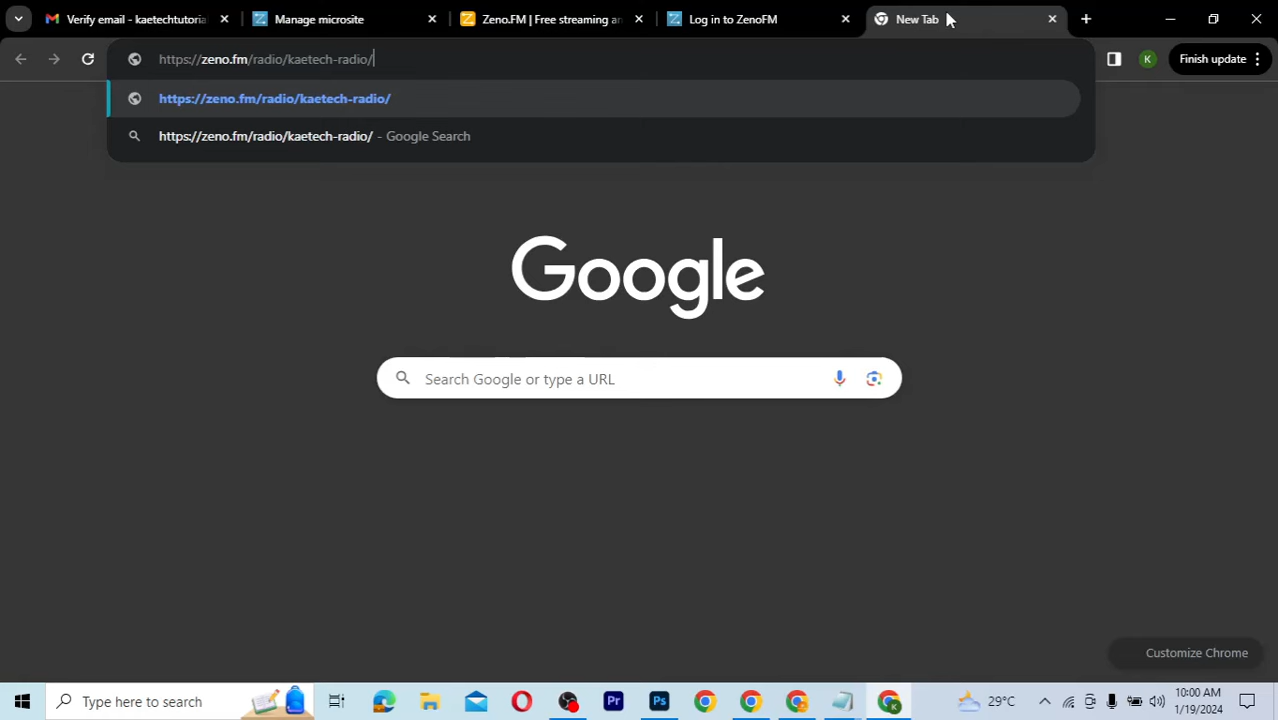 Verify email - kaetechtutoria
Manage microsite
Zeno.FM | Free streaming an
Log in to ZenoFM
New Tab
https://zeno.fm/radio/kaetech-radio/
K
Finish update
https://zeno.fm/radio/kaetech-radio/
https://zeno.fm/radio/kaetech-radio/ - Google Search
Google
Search Google or type a URL
Customize Chrome
Type here to search
Pr
Ps
K
29°C
10:00 AM
1/19/2024